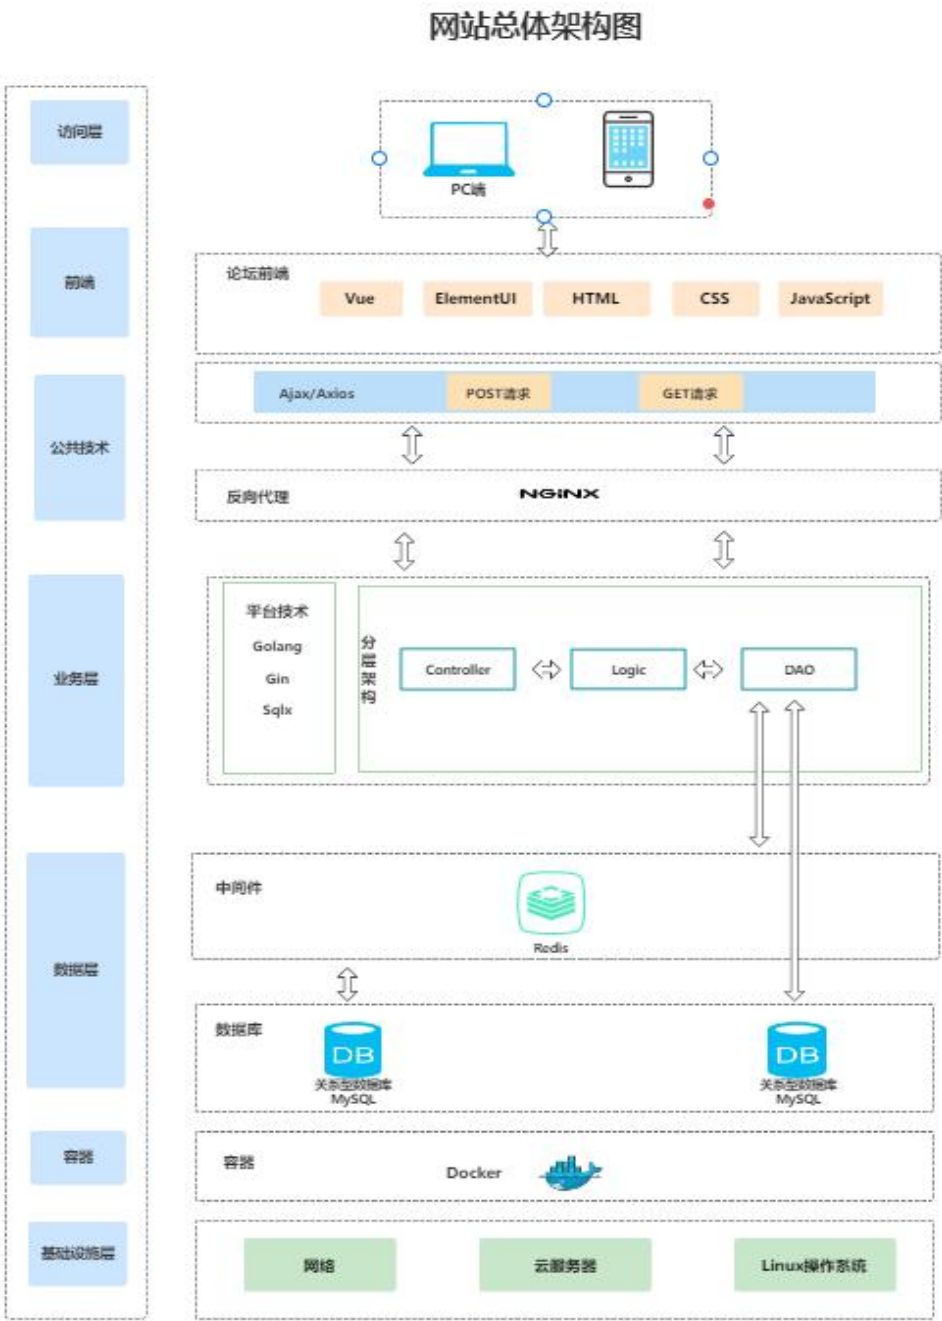 网站总体架构图
访问层
PC端
前端
论坛前端
Vue
ElementUI
HTML
CSS
JavaScript
公共技术
Ajax/Axios
POST请求
GET请求
反向代理
NGINX
业务层
平台技术
Golang
Gin
Sqlx
分层架构
Controller
Logic
DAO
数据层
中间件
Redis
数据库
DB
关系型数据库
MySQL
DB
关系型数据库
MySQL
容器
容器
Docker
基础设施层
网络
云服务器
Linux操作系统